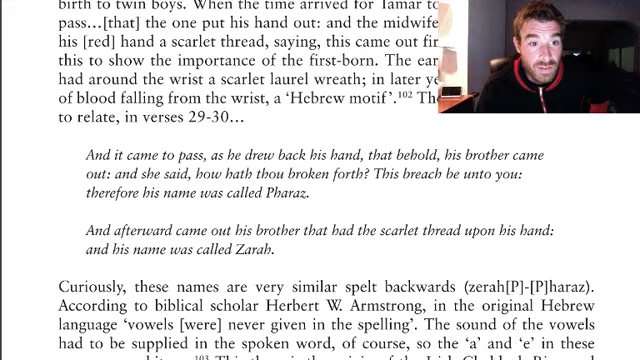 birth to twin boys. When the time arrived for Tamar to
pass…[that] the one put his hand out: and the midwife
his [red] hand a scarlet thread, saying, this came out fir
this to show the importance of the first-born. The ear
had around the wrist a scarlet laurel wreath; in later ye
of blood falling from the wrist, a ‘Hebrew motif’.102 The
to relate, in verses 29-30…
And it came to pass, as he drew back his hand, that behold, his brother came
out: and she said, how hath thou broken forth? This breach be unto you:
therefore his name was called Pharaz.
And afterward came out his brother that had the scarlet thread upon his hand:
and his name was called Zarah.
Curiously, these names are very similar spelt backwards (zerah[P]-[P]haraz).
According to biblical scholar Herbert W. Armstrong, in the original Hebrew
language ‘vowels [were] never given in the spelling’. The sound of the vowels
had to be supplied in the spoken word, of course, so the ‘a’ and ‘e’ in these